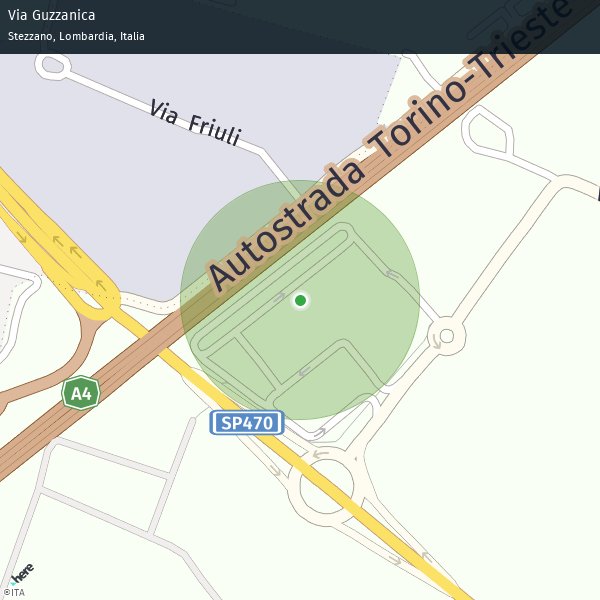 Via Guzzanica
Stezzano, Lombardia, Italia
Via Friuli
Autostrada Torino-Trieste
A4
SP470
here
©ITA